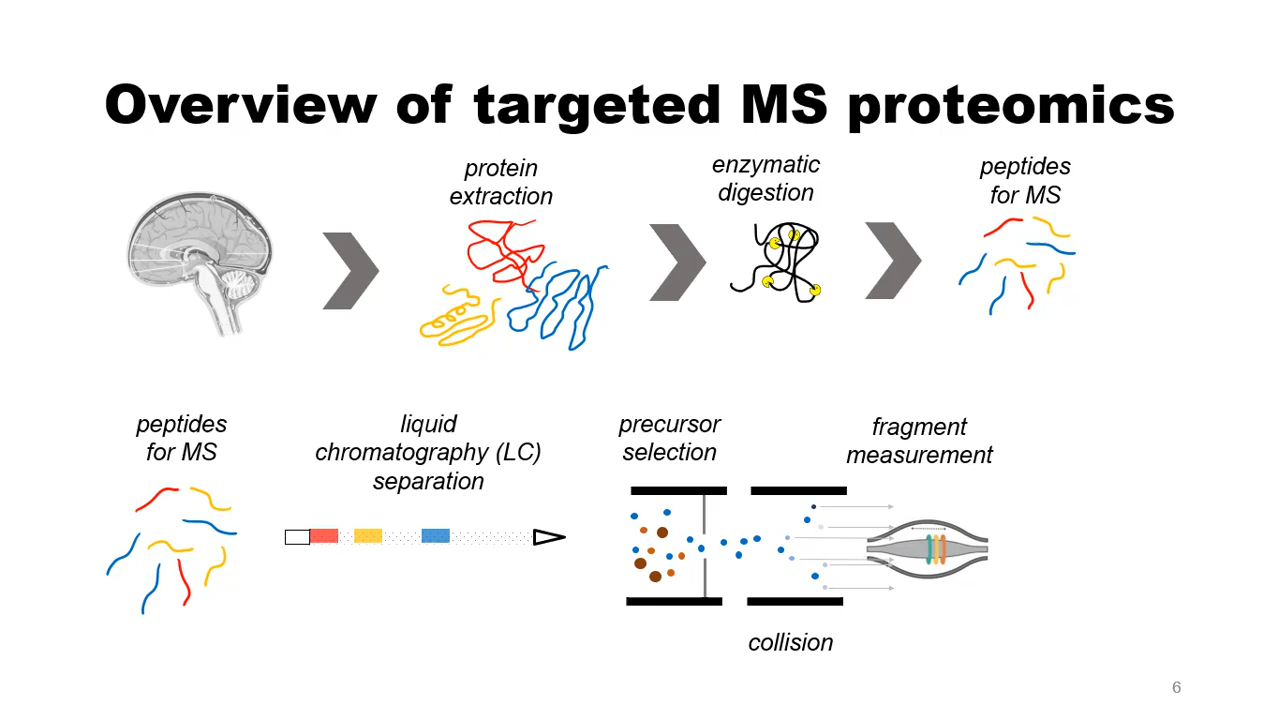 Overview of targeted MS proteomics
protein
extraction
enzymatic
digestion
peptides
for MS
peptides
for MS
liquid
chromatography (LC)
separation
precursor
selection
fragment
measurement
collision
6